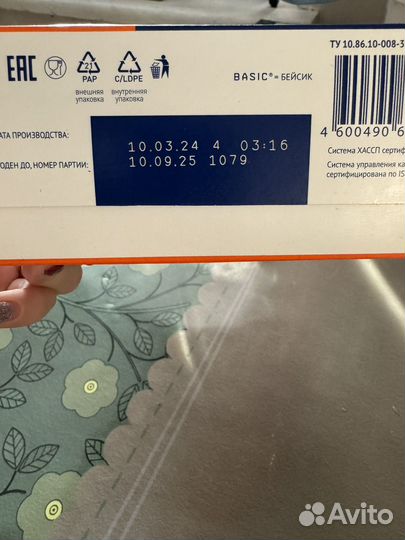 ТУ 10.86.10-008-3
EAC
21
PAP
C/LDPE
внешняя упаковка
внутренняя упаковка
BASIC® = БЕЙСИК
АТА ПРОИЗВОДСТВА:
10.03.24 4 03:16
ОДЕН ДО, НОМЕР ПАРТИИ:
10.09.25 1079
4 600490 6
Система ХАССП сертиф
Система управления ка
сертифицирована по IS
Avito